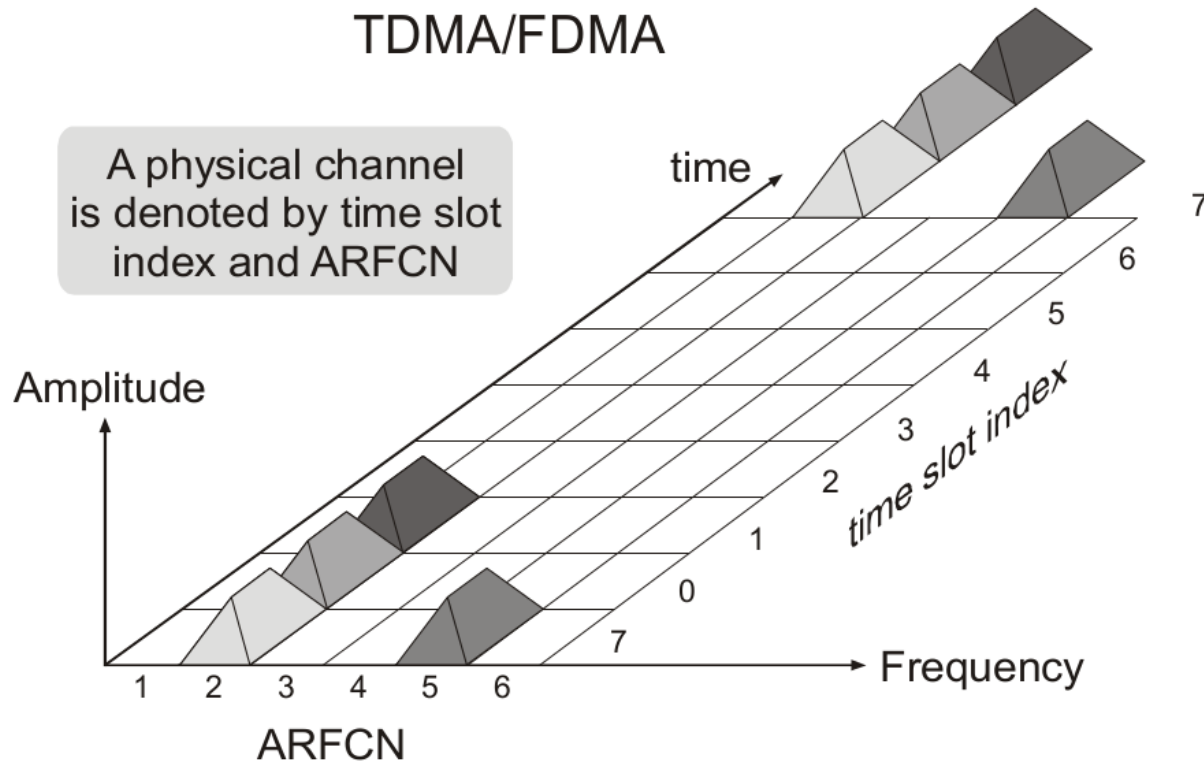 TDMA/FDMA
A physical channel
is denoted by time slot
index and ARFCN
time
7
6
5
4
3
2
1
0
7
time slot index
Amplitude
Frequency
1 2 3 4 5 6
ARFCN